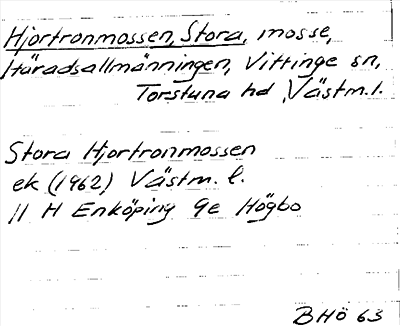 Hjortronmossen, Stora, mosse,
Häradsallmänningen, Vittinge sn,
Torstuna hd, Västm.l.
Stora Hjortronmossen
ek (1962) Västm. l.
11 H Enköping 9e Högbo
BHö 63